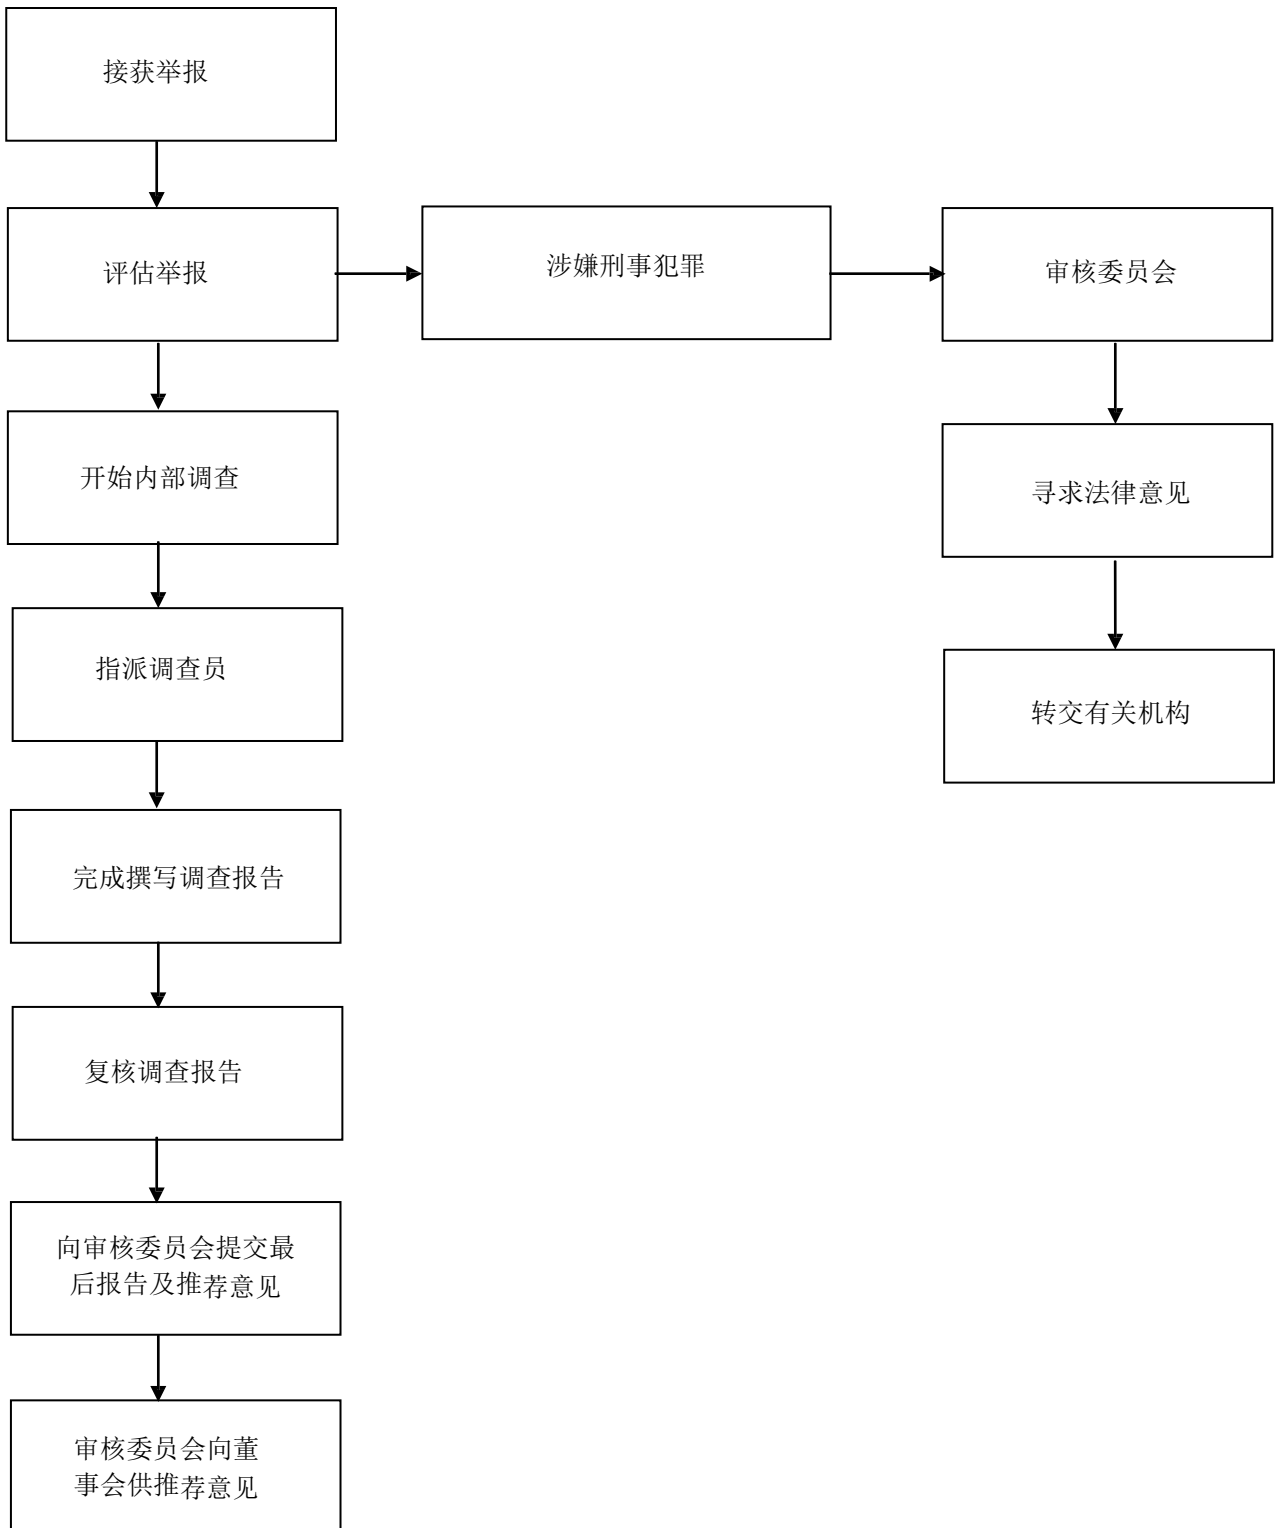 接获举报
评估举报
涉嫌刑事犯罪
审核委员会
开始内部调查
寻求法律意见
指派调查员
转交有关机构
完成撰写调查报告
复核调查报告
向审核委员会提交最
后报告及推荐意见
审核委员会向董
事会供推荐意见